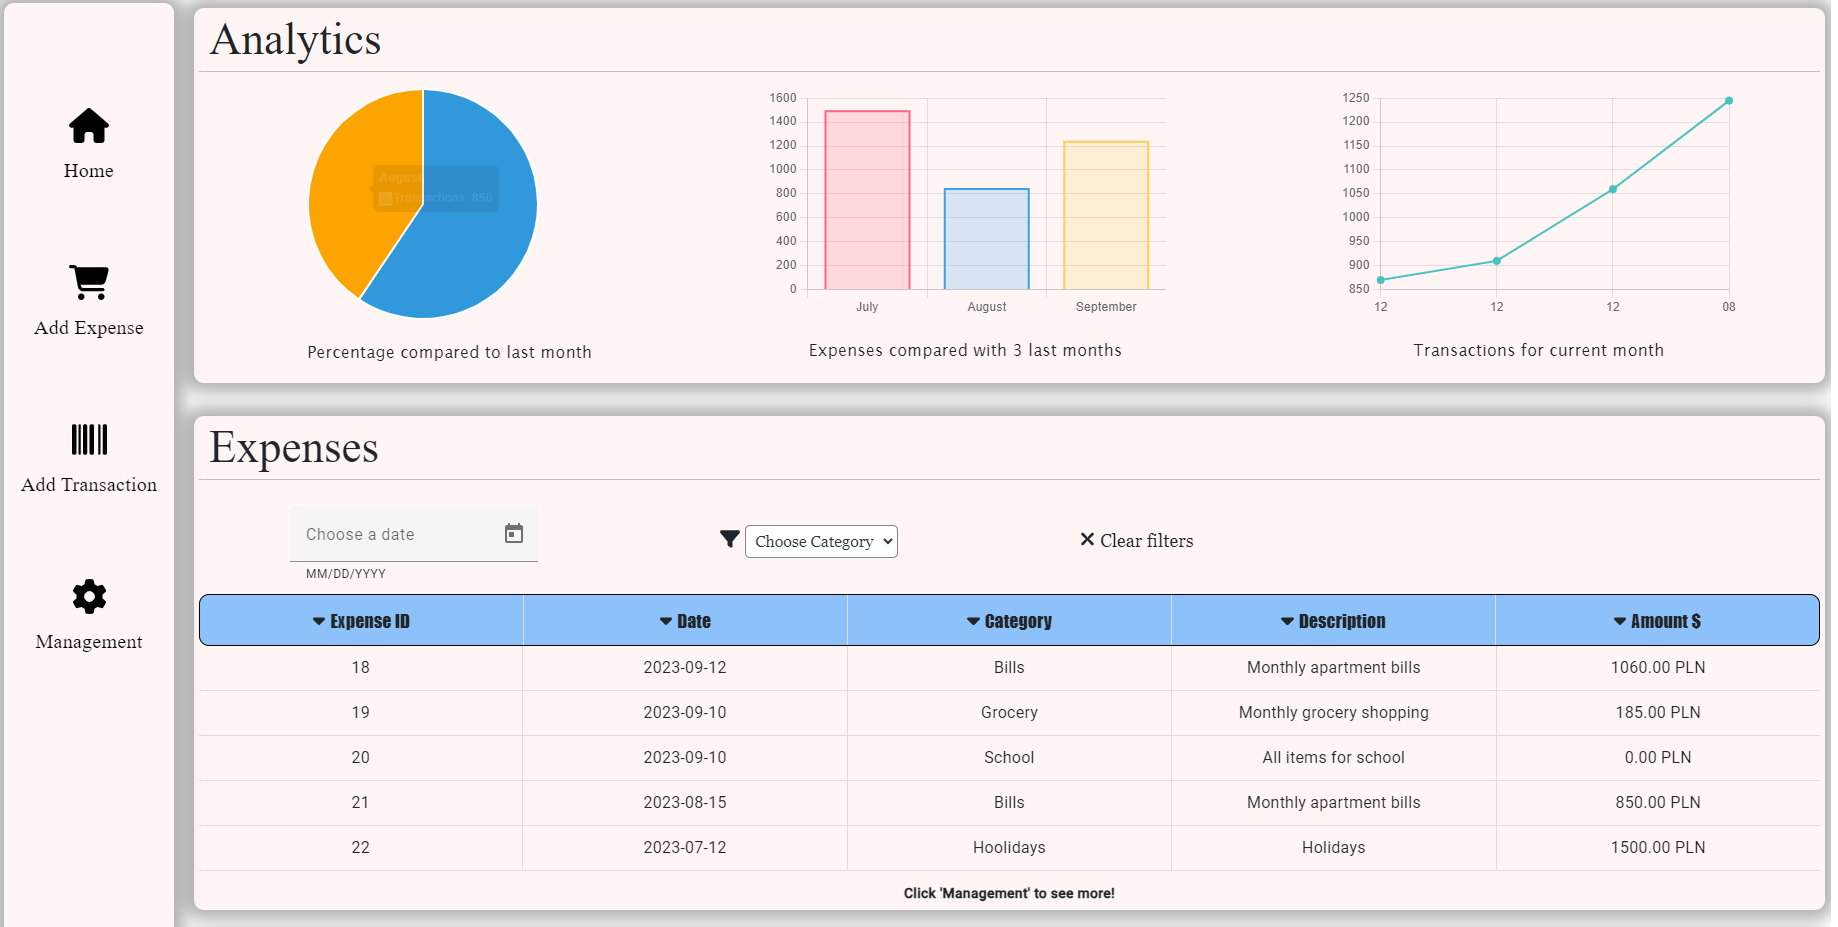 Home
Add Expense
Add Transaction
Management
Analytics
August
Transactions: 850
Percentage compared to last month
1600
1400
1200
1000
800
600
400
200
0
July August September
Expenses compared with 3 last months
1250
1200
1150
1100
1050
1000
950
900
850
12 12 12 08
Transactions for current month
Expenses
Choose a date
MM/DD/YYYY
Choose Category
Clear filters
Expense ID Date Category Description Amount $
18 2023-09-12 Bills Monthly apartment bills 1060.00 PLN
19 2023-09-10 Grocery Monthly grocery shopping 185.00 PLN
20 2023-09-10 School All items for school 0.00 PLN
21 2023-08-15 Bills Monthly apartment bills 850.00 PLN
22 2023-07-12 Hoolidays Holidays 1500.00 PLN
Click 'Management' to see more!